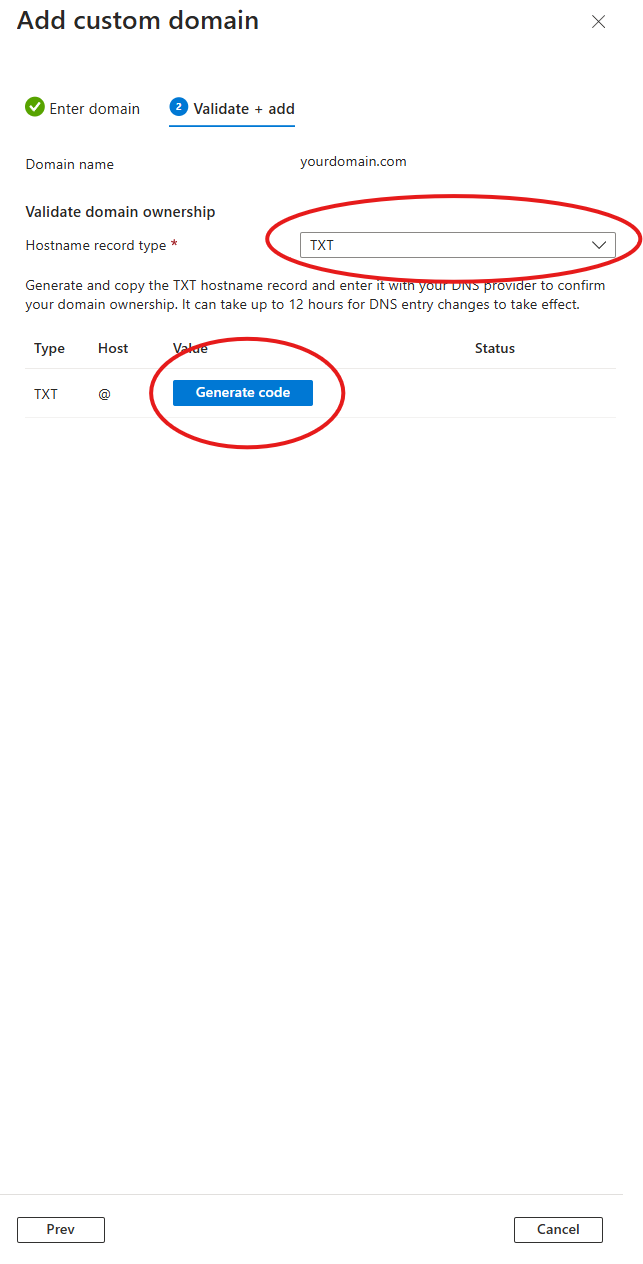 Add custom domain
Enter domain
2 Validate + add
Domain name yourdomain.com
Validate domain ownership
Hostname record type * TXT
Generate and copy the TXT hostname record and enter it with your DNS provider to confirm
your domain ownership. It can take up to 12 hours for DNS entry changes to take effect.
Type Host Value Status
TXT @ Generate code
Prev Cancel